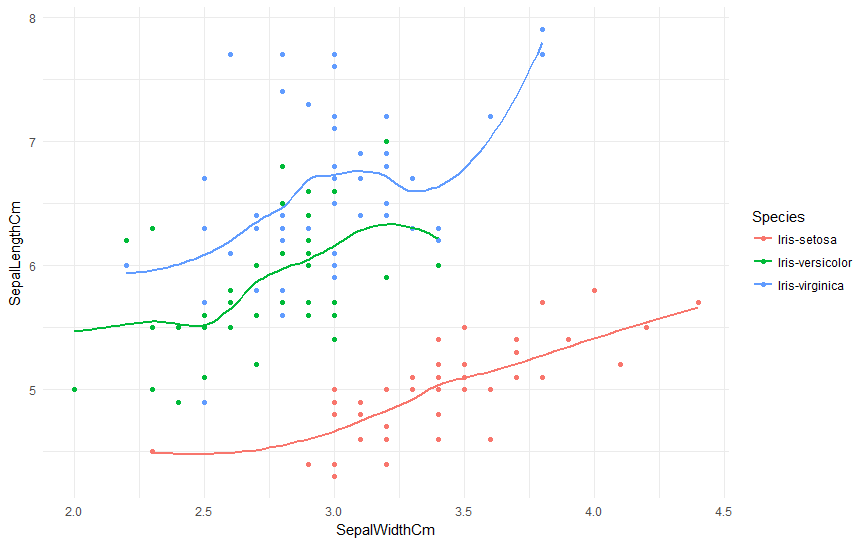 8
7
6
5
SepalLengthCm
2.0 2.5 3.0 3.5 4.0 4.5
SepalWidthCm
Species
Iris-setosa
Iris-versicolor
Iris-virginica